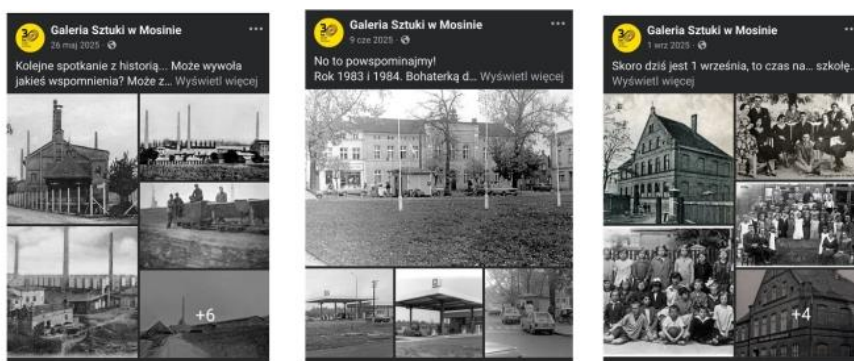 Galeria Sztuki w Mosinie
26 maj 2025 ·
Kolejne spotkanie z historią... Może wywoła
jakieś wspomnienia? Może z... Wyświetl więcej
+6
Galeria Sztuki w Mosinie
9 cze 2025 ·
No to powspominajmy!
Rok 1983 i 1984. Bohaterką d... Wyświetl więcej
Galeria Sztuki w Mosinie
1 wrz 2025 ·
Skoro dziś jest 1 września, to czas na... szkołę...
Wyświetl więcej
+4